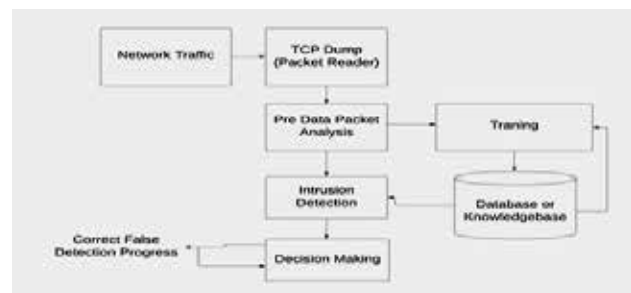 Network Traffic
TCP Dump
(Packet Reader)
Pre Data Packet
Analysis
Traning
Intrusion
Detection
Database or
Knowledgebase
Correct False
Detection Progress
Decision Making